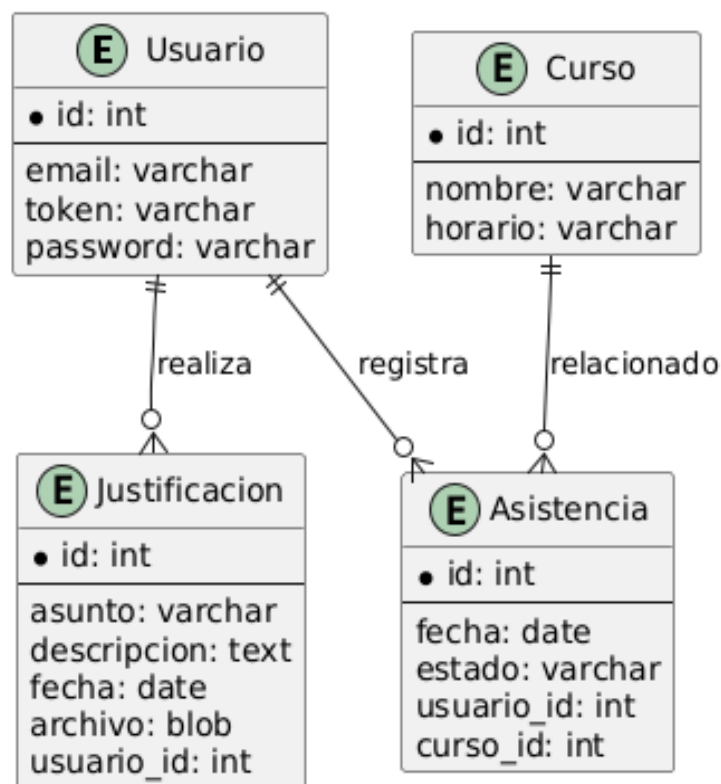 E Usuario
id: int
email: varchar
token: varchar
password: varchar
E Curso
id: int
nombre: varchar
horario: varchar
realiza
registra
relacionado
E Justificacion
id: int
asunto: varchar
descripcion: text
fecha: date
archivo: blob
usuario_id: int
E Asistencia
id: int
fecha: date
estado: varchar
usuario_id: int
curso_id: int